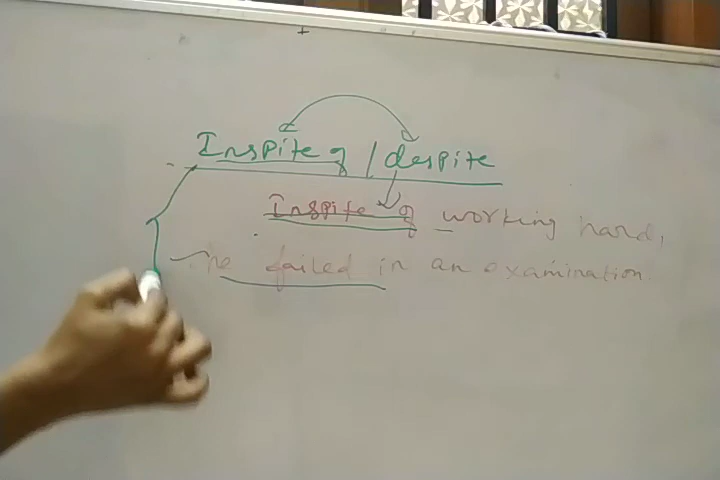 Inspite of / despite
Inspite of working hard,
he failed in an examination.